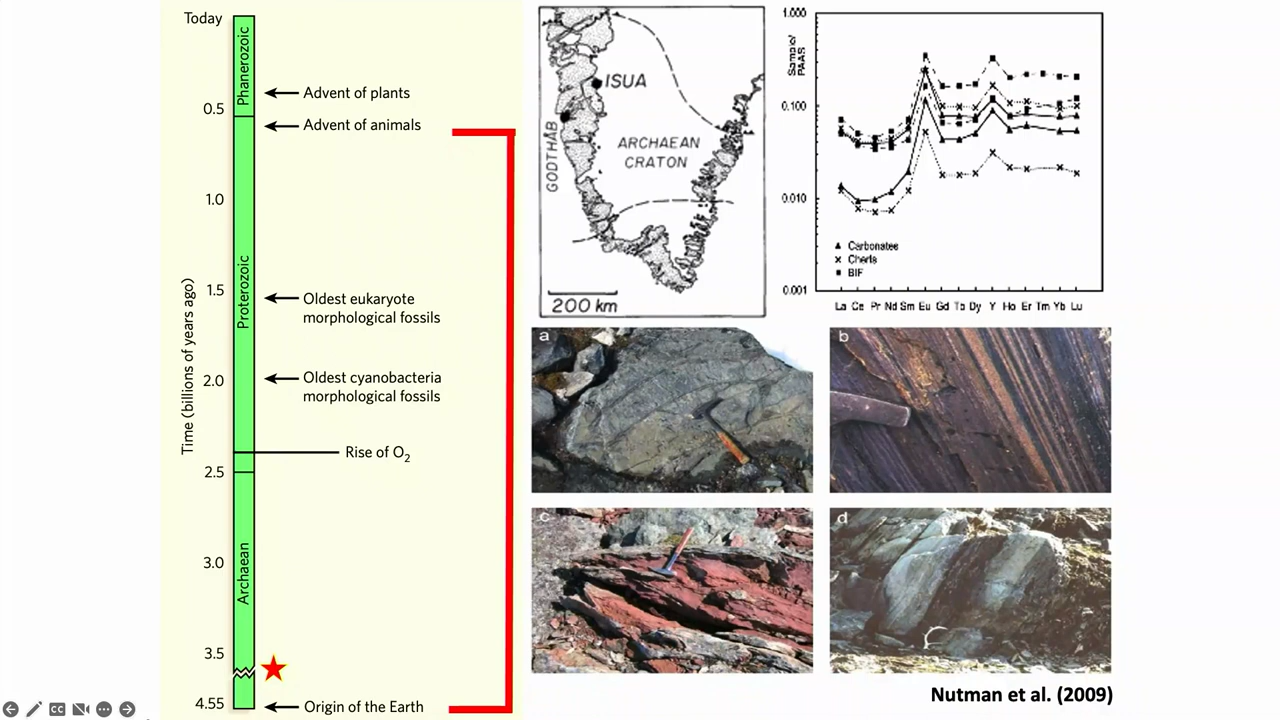 Today
0.5
1.0
1.5
2.0
2.5
3.0
3.5
4.55
Time (billions of years ago)
Phanerozoic
Proterozoic
Archaean
Advent of plants
Advent of animals
Oldest eukaryote
morphological fossils
Oldest cyanobacteria
morphological fossils
Rise of O₂
Origin of the Earth
ISUA
GODTHÅB
ARCHAEAN
CRATON
200 km
Sample/
PAAS
1.000
0.100
0.010
0.001
Carbonates
Cherts
BIF
La Ce Pr Nd Sm Eu Gd Tb Dy Y Ho Er Tm Yb Lu
a
b
c
d
Nutman et al. (2009)
CC